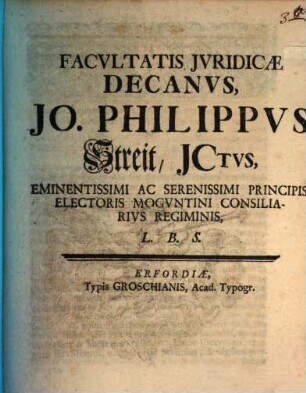 FACVLTATIS JVRIDICÆ
DECANVS,
JO. PHILIPPVS
Streit/ JCTVS,
EMINENTISSIMI AC SERENISSIMI PRINCIPIS
ELECTORIS MOGVNTINI CONSILIA-
RIVS REGIMINIS,
L. B. S.
ERFORDIÆ,
Typis GROSCHIANIS, Acad. Typogr.